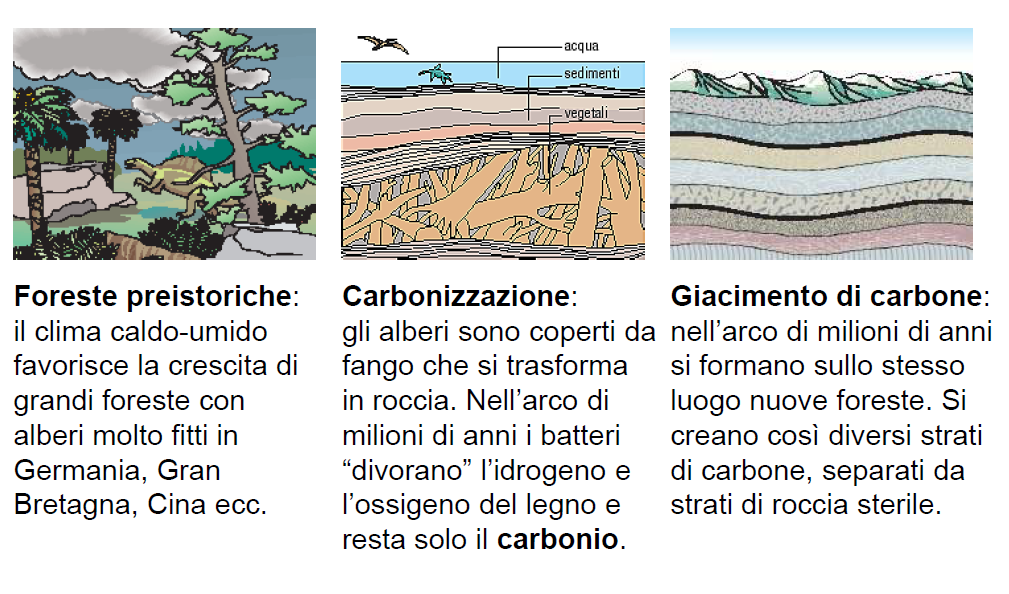 acqua
sedimenti
vegetali
Foreste preistoriche:
il clima caldo-umido
favorisce la crescita di
grandi foreste con
alberi molto fitti in
Germania, Gran
Bretagna, Cina ecc.
Carbonizzazione:
gli alberi sono coperti da
fango che si trasforma
in roccia. Nell’arco di
milioni di anni i batteri
“divorano” l’idrogeno e
l’ossigeno del legno e
resta solo il carbonio.
Giacimento di carbone:
nell’arco di milioni di anni
si formano sullo stesso
luogo nuove foreste. Si
creano così diversi strati
di carbone, separati da
strati di roccia sterile.